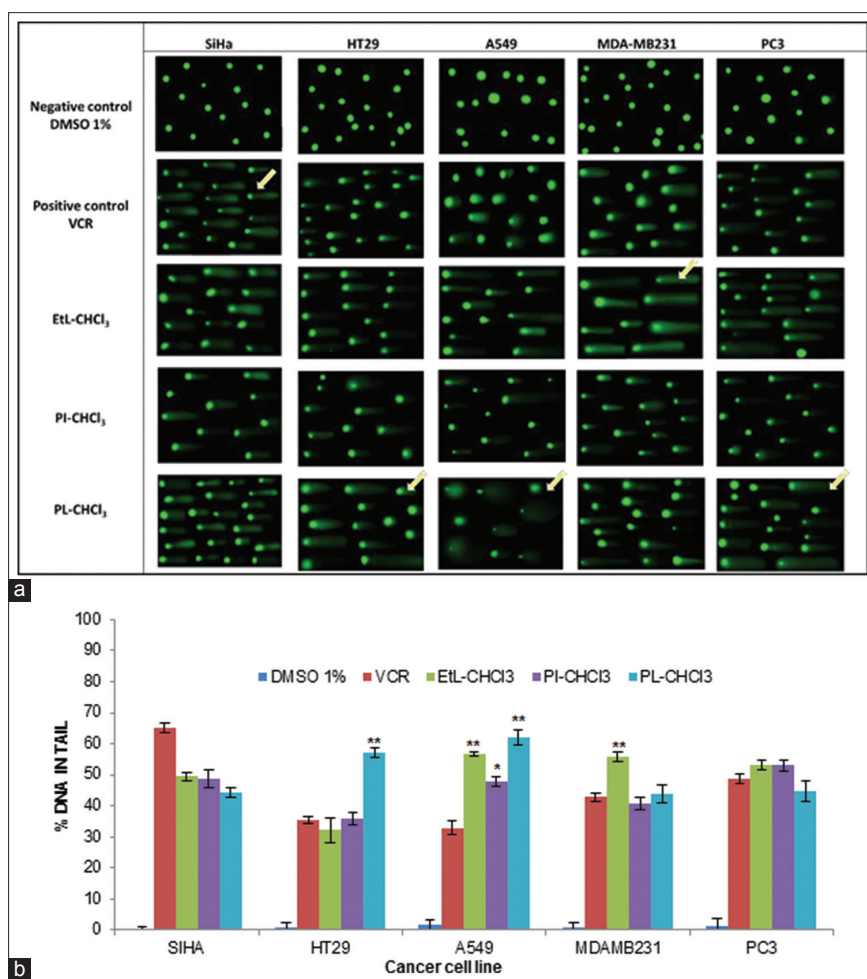 SiHa HT29 A549 MDA-MB231 PC3
Negative control
DMSO 1%
Positive control
VCR
EtL-CHCl₃
PI-CHCl₃
PL-CHCl₃
a
100
90
80
70
60
50
40
30
20
10
0
% DNA IN TAIL
DMSO 1% VCR EtL-CHCl3 PI-CHCl3 PL-CHCl3
** ** * ** **
SIHA HT29 A549 MDAMB231 PC3
Cancer cell line
b